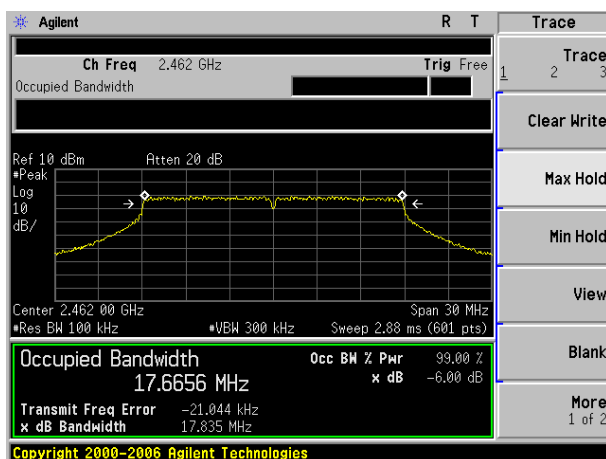 Agilent R T Trace
Ch Freq 2.462 GHz Trig Free
Occupied Bandwidth
Trace
1 2 3
Clear Write
Max Hold
Min Hold
View
Blank
More
1 of 2
Ref 10 dBm Atten 20 dB
#Peak
Log
10
dB/
Center 2.462 00 GHz Span 30 MHz
#Res BW 100 kHz #VBW 300 kHz Sweep 2.88 ms (601 pts)
Occupied Bandwidth Occ BW % Pwr 99.00 %
17.6656 MHz x dB -6.00 dB
Transmit Freq Error -21.044 kHz
x dB Bandwidth 17.835 MHz
Copyright 2000-2006 Agilent Technologies